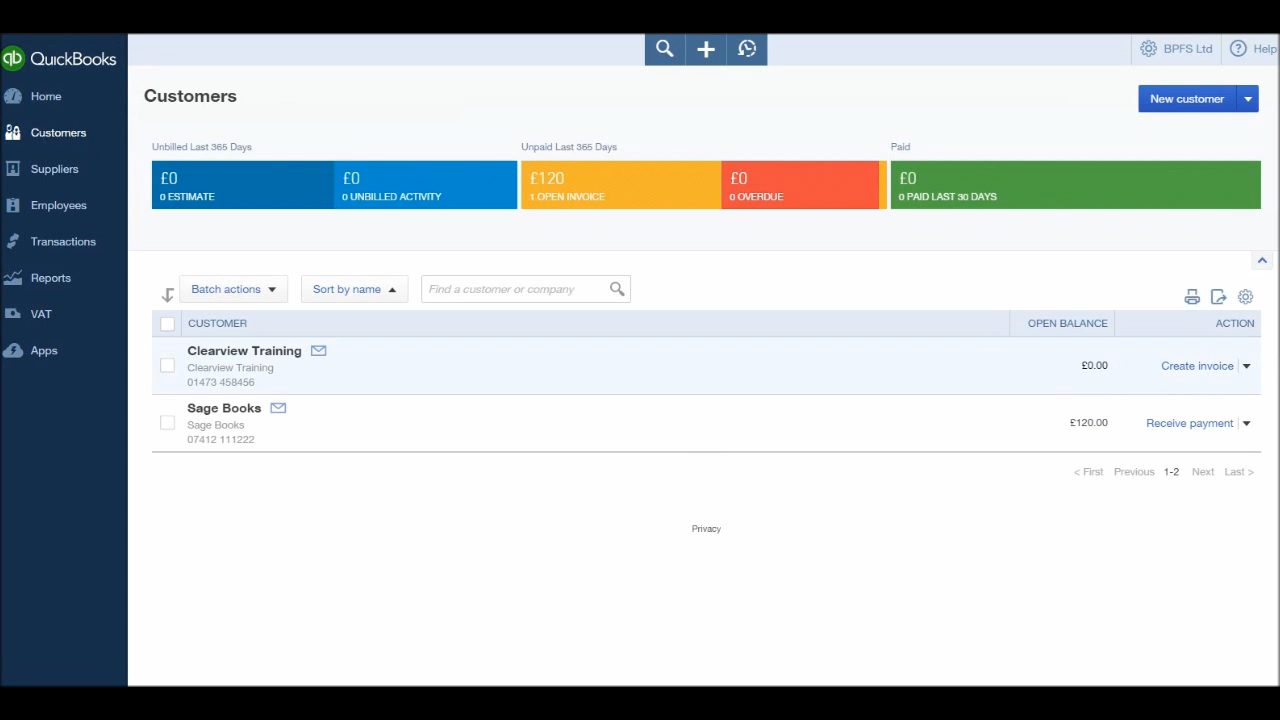 QuickBooks
BPFS Ltd
Help
Home
Customers
Suppliers
Employees
Transactions
Reports
VAT
Apps
Customers
New customer
Unbilled Last 365 Days
Unpaid Last 365 Days
Paid
£0
£0
£120
£0
£0
0 ESTIMATE
0 UNBILLED ACTIVITY
1 OPEN INVOICE
0 OVERDUE
0 PAID LAST 30 DAYS
Batch actions
Sort by name
Find a customer or company
CUSTOMER
OPEN BALANCE
ACTION
Clearview Training
Clearview Training
01473 458456
£0.00
Create invoice
Sage Books
Sage Books
07412 111222
£120.00
Receive payment
< First Previous 1-2 Next Last >
Privacy